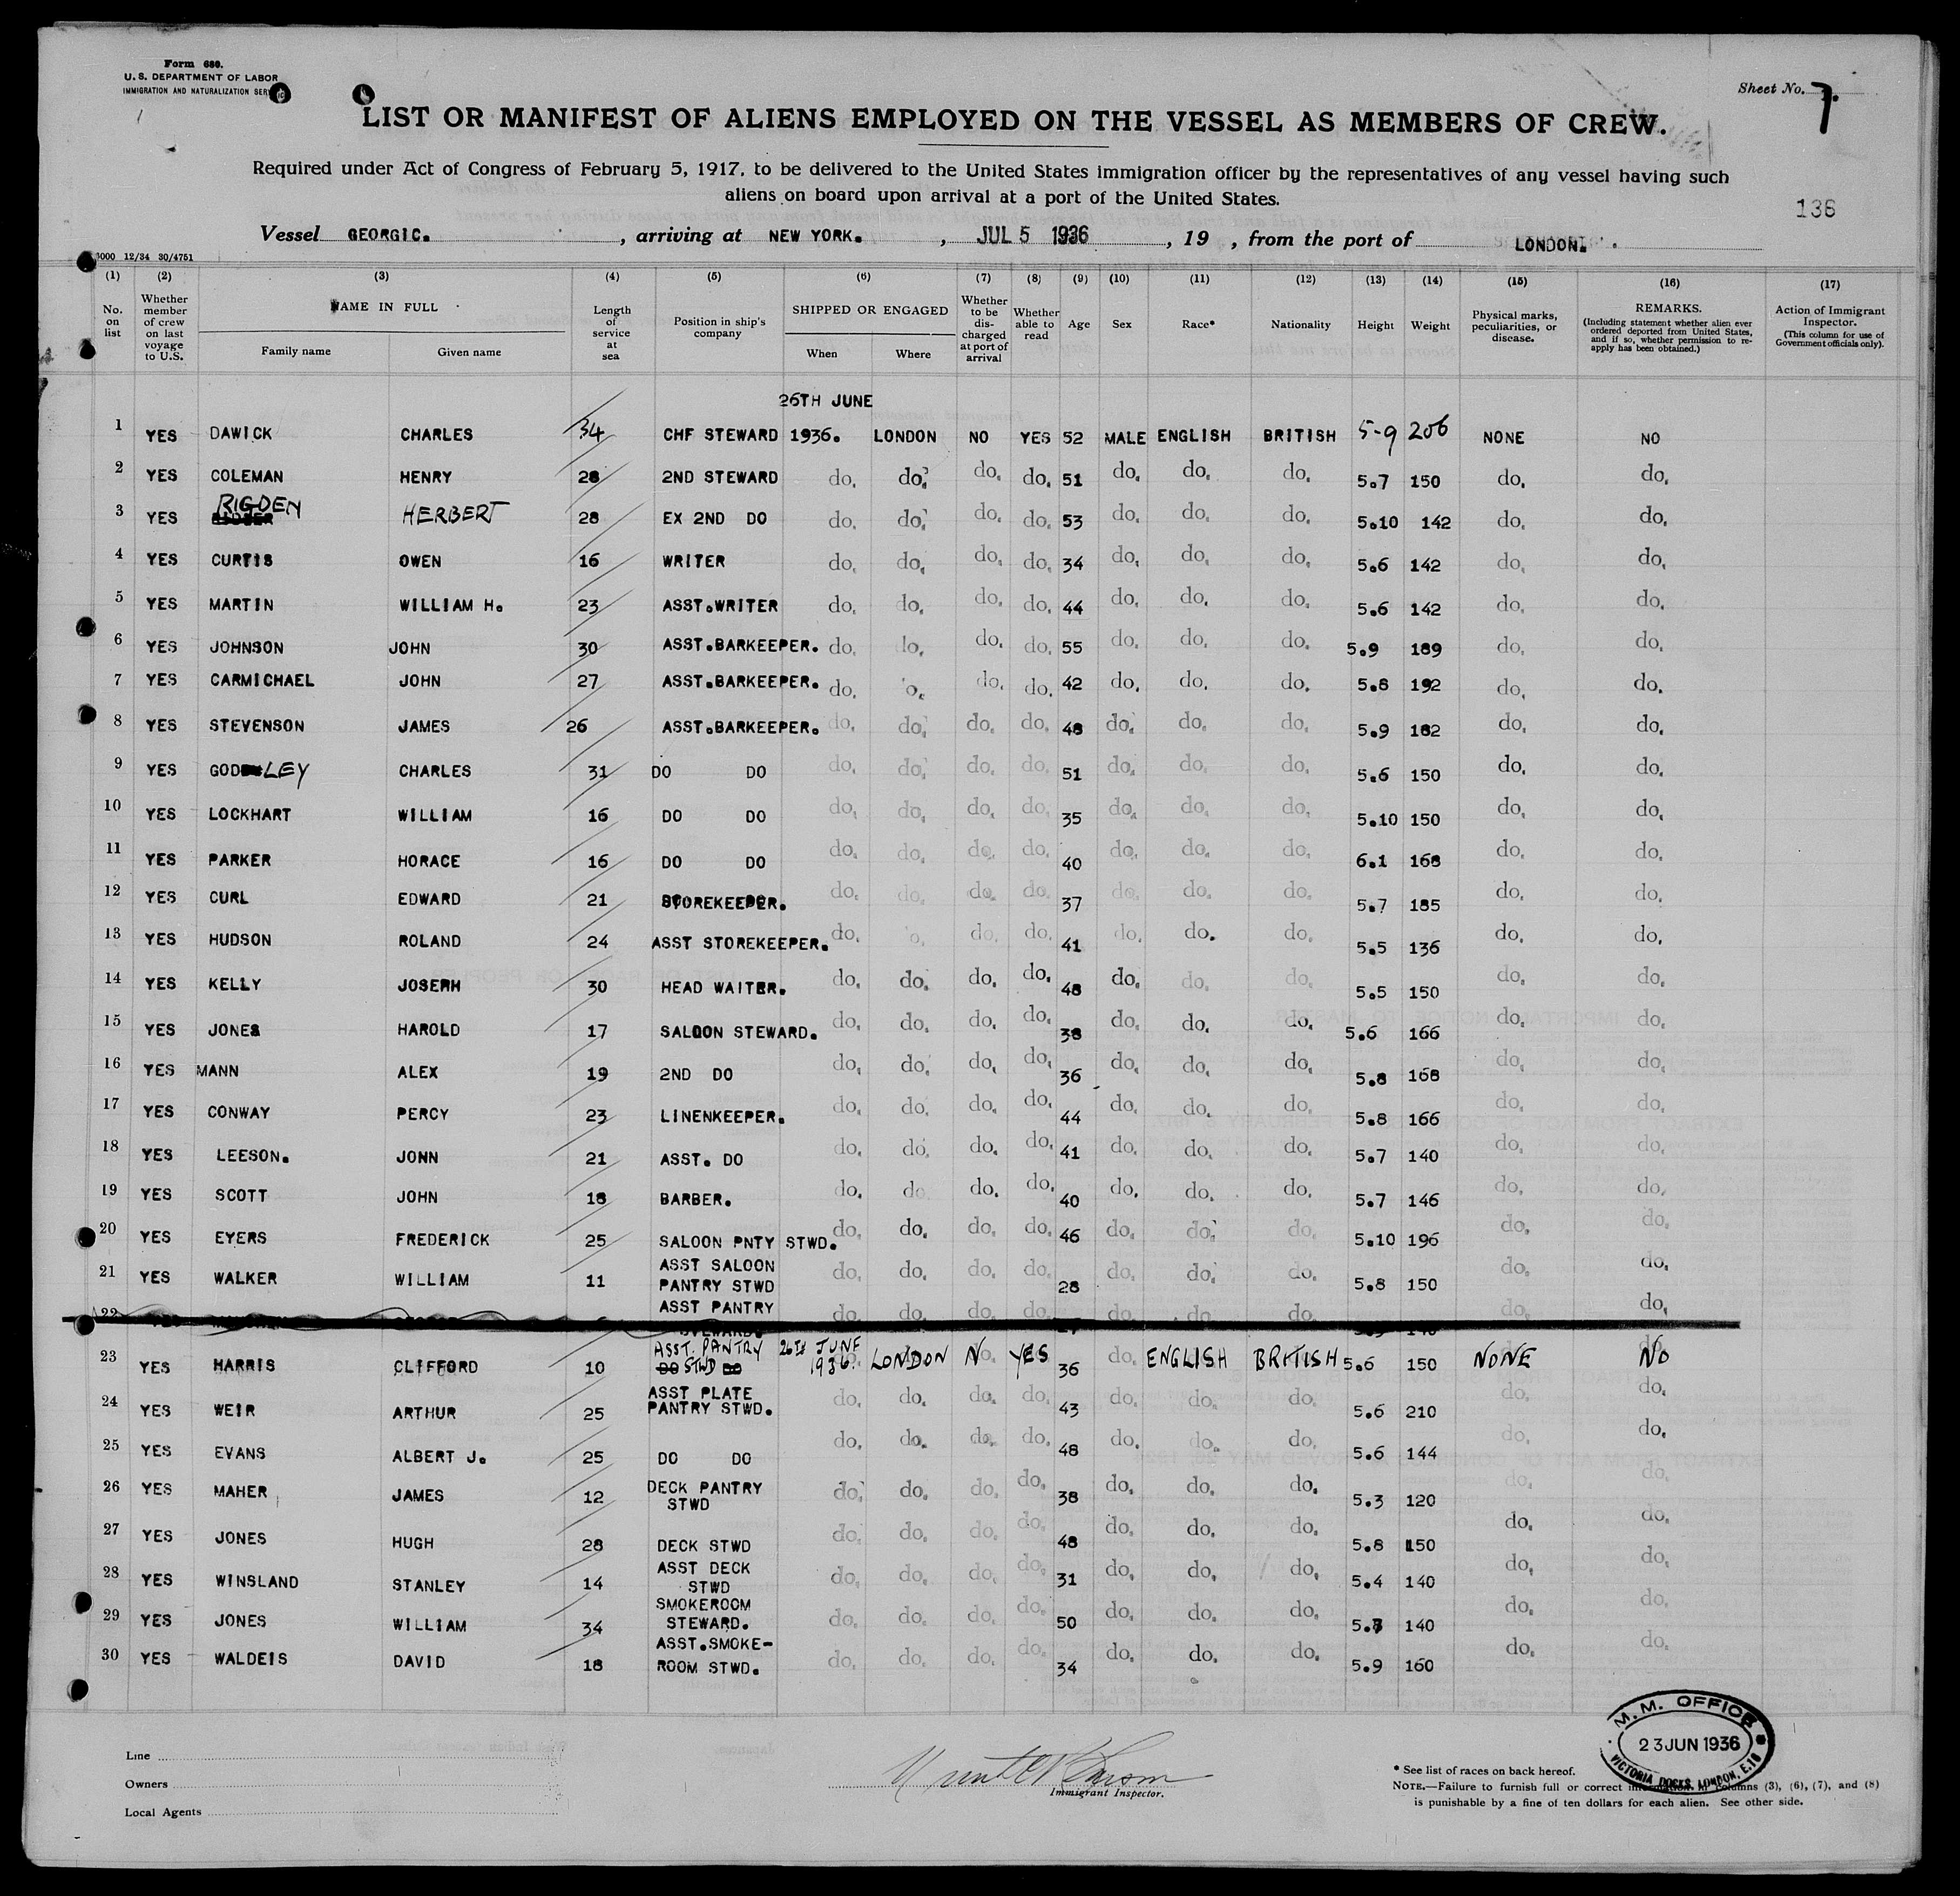 Form 680.
U. S. DEPARTMENT OF LABOR
IMMIGRATION AND NATURALIZATION
Sheet No. 7.
LIST OR MANIFEST OF ALIENS EMPLOYED ON THE VESSEL AS MEMBERS OF CREW.
Required under Act of Congress of February 5, 1917, to be delivered to the United States immigration officer by the representatives of any vessel having such
aliens on board upon arrival at a port of the United States.
136
Vessel GEORGIC. , arriving at NEW YORK. , JUL 5 1936 , 19 , from the port of LONDON.
5000 12/34 30/4751
(1) (2) (3) (4) (5) (6) (7) (8) (9) (10) (11) (12) (13) (14) (15) (16) (17)
No. on list
Whether member of crew on last voyage to U.S.
NAME IN FULL
Family name Given name
Length of service at sea
Position in ship's company
SHIPPED OR ENGAGED
When Where
Whether to be discharged at port of arrival
Whether able to read
Age
Sex
Race*
Nationality
Height
Weight
Physical marks, peculiarities, or disease.
REMARKS.
(Including statement whether alien ever ordered deported from United States, and if so, whether permission to re-apply has been obtained.)
Action of Immigrant Inspector.
(This column for use of Government officials only).
26TH JUNE
1 YES DAWICK CHARLES 34 CHF STEWARD 1936. LONDON NO YES 52 MALE ENGLISH BRITISH 5-9 206 NONE NO
2 YES COLEMAN HENRY 28 2ND STEWARD do. do. do. do. 51 do. do. do. 5.7 150 do. do.
3 YES RIGDEN HERBERT 28 EX 2ND DO do. do. do. do. 53 do. do. do. 5.10 142 do. do.
4 YES CURTIS OWEN 16 WRITER do. do. do. do. 34 do. do. do. 5.6 142 do. do.
5 YES MARTIN WILLIAM H. 23 ASST.WRITER do. do. do. do. 44 do. do. do. 5.6 142 do. do.
6 YES JOHNSON JOHN 30 ASST.BARKEEPER. do. do. do. do. 55 do. do. do. 5.9 189 do. do.
7 YES CARMICHAEL JOHN 27 ASST.BARKEEPER. do. o. do. do. 42 do. do. do. 5.8 192 do. do.
8 YES STEVENSON JAMES 26 ASST.BARKEEPER. do. do. do. do. 48 do. do. do. 5.9 182 do. do.
9 YES GODLEY CHARLES 31 DO DO do. do. do. do. 51 do. do. do. 5.6 150 do. do.
10 YES LOCKHART WILLIAM 16 DO DO do. do. do. do. 35 do. do. do. 5.10 150 do. do.
11 YES PARKER HORACE 16 DO DO do. do. do. do. 40 do. do. do. 6.1 168 do. do.
12 YES CURL EDWARD 21 STOREKEEPER. do. do. do. do. 37 do. do. do. 5.7 185 do. do.
13 YES HUDSON ROLAND 24 ASST STOREKEEPER. do. o. do. do. 41 do. do. do. 5.5 136 do. do.
14 YES KELLY JOSEPH 30 HEAD WAITER. do. do. do. do. 48 do. do. do. 5.5 150 do. do.
15 YES JONES HAROLD 17 SALOON STEWARD. do. do. do. do. 38 do. do. do. 5.6 166 do. do.
16 YES MANN ALEX 19 2ND DO do. do. do. do. 36 do. do. do. 5.8 168 do. do.
17 YES CONWAY PERCY 23 LINENKEEPER. do. do. do. do. 44 do. do. do. 5.8 166 do. do.
18 YES LEESON. JONN 21 ASST. DO do. do. do. do. 41 do. do. do. 5.7 140 do. do.
19 YES SCOTT JOHN 18 BARBER. do. do. do. do. 40 do. do. do. 5.7 146 do. do.
20 YES EYERS FREDERICK 25 SALOON PNTY STWD. do. do. do. do. 46 do. do. do. 5.10 196 do. do.
21 YES WALKER WILLIAM 11 ASST SALOON PANTRY STWD do. do. do. do. 28 do. do. do. 5.8 150 do. do.
22 YES ASST PANTRY do. do. do. do. do. do. do. do. do.
23 YES HARRIS CLIFFORD 10 ASST. PANTRY STWD 26TH JUNE 1936. LONDON No. YES 36 do. ENGLISH BRITISH 5.6 150 NONE NO
24 YES WEIR ARTHUR 25 ASST PLATE PANTRY STWD. do. do. do. do. 43 do. do. do. 5.6 210 do. do.
25 YES EVANS ALBERT J. 25 DO DO do. do. do. do. 48 do. do. do. 5.6 144 do. do.
26 YES MAHER JAMES 12 DECK PANTRY STWD do. do. do. do. 38 do. do. do. 5.3 120 do. do.
27 YES JONES HUGH 28 DECK STWD do. do. do. do. 48 do. do. do. 5.8 150 do. do.
28 YES WINSLAND STANLEY 14 ASST DECK STWD do. do. do. do. 31 do. do. do. 5.4 140 do. do.
29 YES JONES WILLIAM 34 SMOKEROOM STEWARD. do. do. do. do. 50 do. do. do. 140 do. do.
30 YES WALDEIS DAVID 18 ASST.SMOKE-ROOM STWD. do. do. do. do. 34 do. do. do. 5.9 160 do. do.
Line
Owners
Local Agents
Immigrant Inspector.
M. M. OFFICE
23 JUN 1936
VICTORIA DOCKS, LONDON, E.16
* See list of races on back hereof.
NOTE.—Failure to furnish full or correct information in columns (3), (6), (7), and (8)
is punishable by a fine of ten dollars for each alien. See other side.